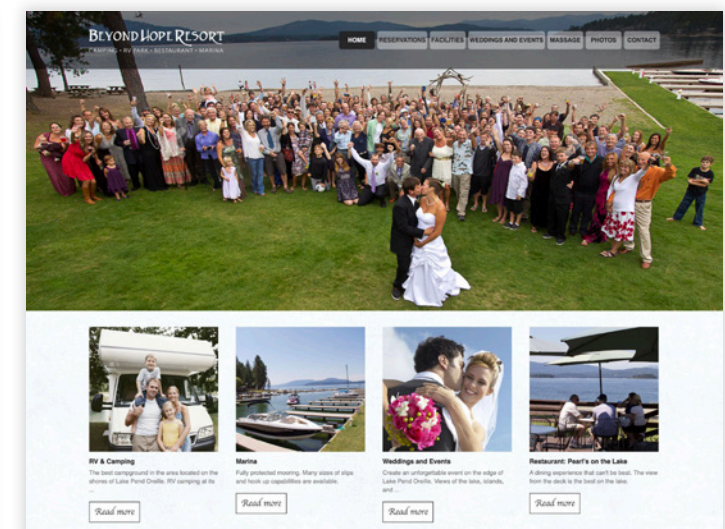 BEYOND HOPE RESORT
CAMPING • RV PARK • RESTAURANT • MARINA
HOME RESERVATIONS FACILITIES WEDDINGS AND EVENTS MASSAGE PHOTOS CONTACT
RV & Camping
The best campground in the area located on the
shores of Lake Pend Oreille. RV camping at its
...
Read more
Marina
Fully protected mooring. Many sizes of slips
and hook up capabilities are available.
Read more
Weddings and Events
Create an unforgettable event on the edge of
Lake Pend Oreille. Views of the lake, islands,
and ...
Read more
Restaurant: Pearl's on the Lake
A dining experience that can't be beat. The view
from the deck is the best on the lake.
Read more